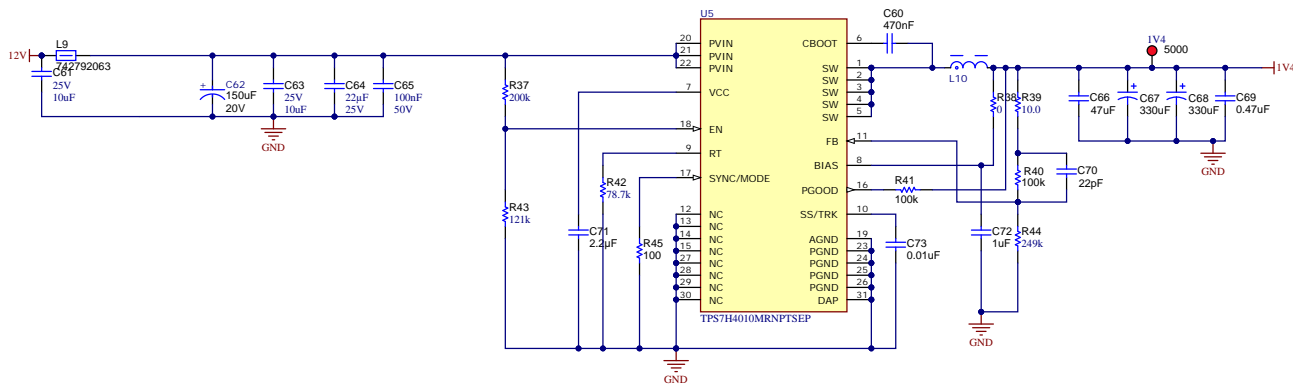 12V
L9
742792063
C61
25V
10uF
C62
150uF
20V
C63
25V
10uF
C64
22µF
25V
C65
100nF
50V
GND
R37
200k
R43
121k
C71
2.2µF
R42
78.7k
R45
100
U5
20 PVIN
21 PVIN
22 PVIN
7 VCC
18 EN
9 RT
17 SYNC/MODE
12 NC
13 NC
14 NC
15 NC
27 NC
28 NC
29 NC
30 NC
CBOOT 6
SW 1
SW 2
SW 3
SW 4
SW 5
FB 11
BIAS 8
PGOOD 16
SS/TRK 10
AGND 19
PGND 23
PGND 24
PGND 25
PGND 26
DAP 31
TPS7H4010MRNPTSEP
GND
C60
470nF
L10
R38
0
R39
10.0
R40
100k
C70
22pF
R41
100k
R44
249k
C72
1uF
C73
0.01uF
GND
C66
47uF
C67
330uF
C68
330uF
C69
0.47uF
GND
1V4
5000
1V4